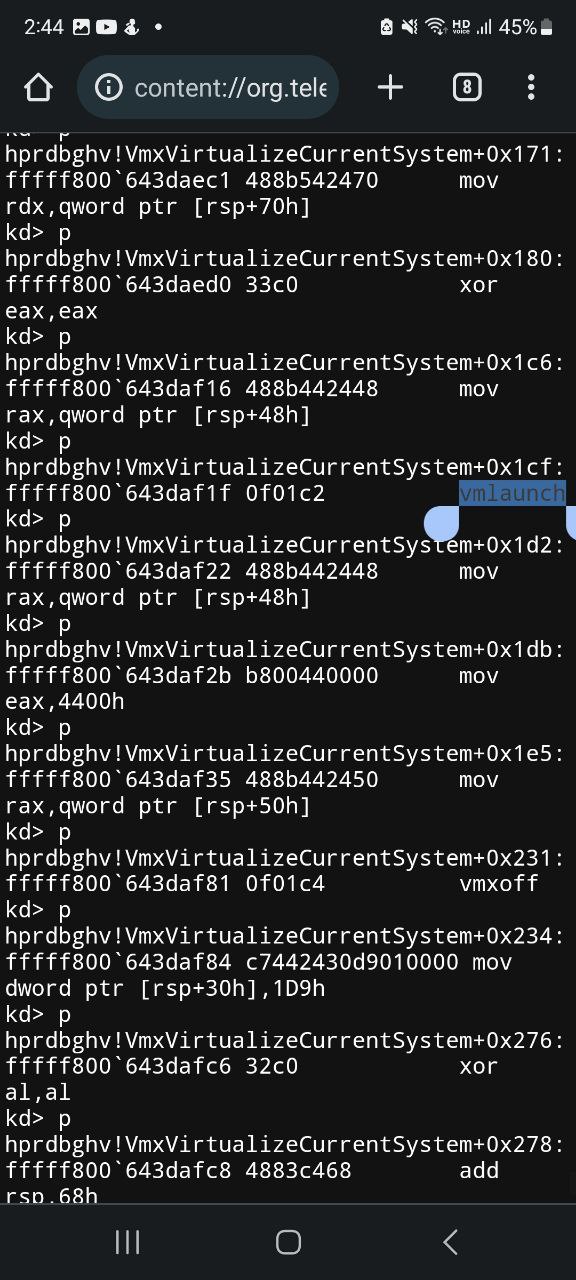 2:44
HD voice
45%
content://org.tele
8
kd> p
hprdbghv!VmxVirtualizeCurrentSystem+0x171:
fffff800`643daec1 488b542470 mov
rdx,qword ptr [rsp+70h]
kd> p
hprdbghv!VmxVirtualizeCurrentSystem+0x180:
fffff800`643daed0 33c0 xor
eax,eax
kd> p
hprdbghv!VmxVirtualizeCurrentSystem+0x1c6:
fffff800`643daf16 488b442448 mov
rax,qword ptr [rsp+48h]
kd> p
hprdbghv!VmxVirtualizeCurrentSystem+0x1cf:
fffff800`643daf1f 0f01c2 vmlaunch
kd> p
hprdbghv!VmxVirtualizeCurrentSystem+0x1d2:
fffff800`643daf22 488b442448 mov
rax,qword ptr [rsp+48h]
kd> p
hprdbghv!VmxVirtualizeCurrentSystem+0x1db:
fffff800`643daf2b b800440000 mov
eax,4400h
kd> p
hprdbghv!VmxVirtualizeCurrentSystem+0x1e5:
fffff800`643daf35 488b442450 mov
rax,qword ptr [rsp+50h]
kd> p
hprdbghv!VmxVirtualizeCurrentSystem+0x231:
fffff800`643daf81 0f01c4 vmxoff
kd> p
hprdbghv!VmxVirtualizeCurrentSystem+0x234:
fffff800`643daf84 c7442430d9010000 mov
dword ptr [rsp+30h],1D9h
kd> p
hprdbghv!VmxVirtualizeCurrentSystem+0x276:
fffff800`643dafc6 32c0 xor
al,al
kd> p
hprdbghv!VmxVirtualizeCurrentSystem+0x278:
fffff800`643dafc8 4883c468 add
rsp,68h